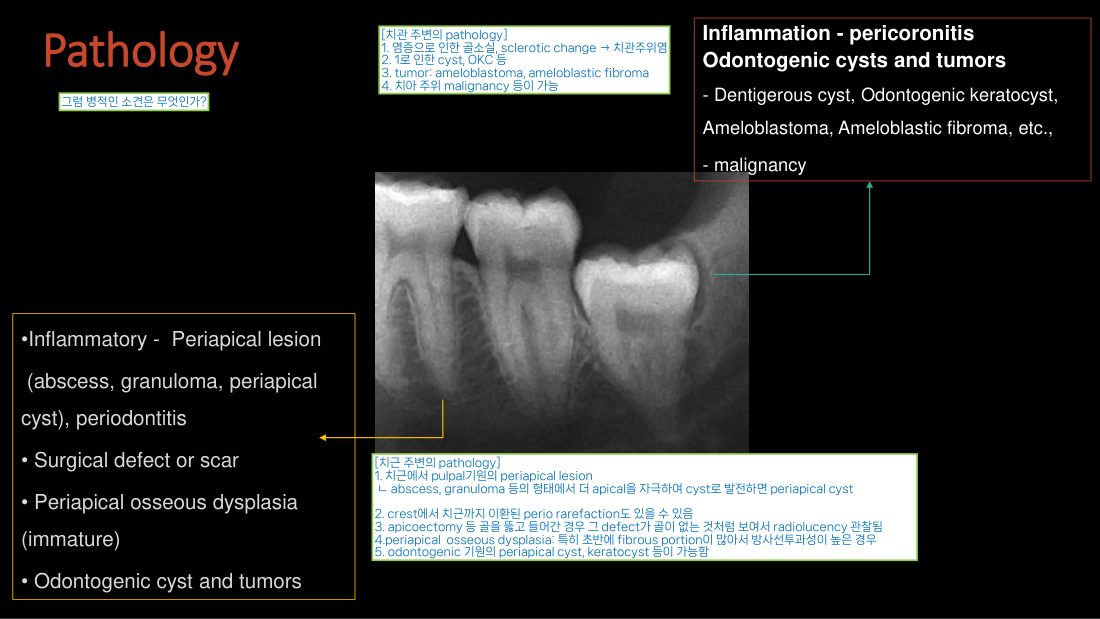 Pathology
그럼 병적인 소견은 무엇인가?
[치관 주변의 pathology]
1. 염증으로 인한 골소실, sclerotic change → 치관주위염
2. 1로 인한 cyst, OKC 등
3. tumor: ameloblastoma, ameloblastic fibroma
4. 치아 주위 malignancy 등이 가능
Inflammation - pericoronitis
Odontogenic cysts and tumors
- Dentigerous cyst, Odontogenic keratocyst,
Ameloblastoma, Ameloblastic fibroma, etc.,
- malignancy
•Inflammatory - Periapical lesion
(abscess, granuloma, periapical
cyst), periodontitis
• Surgical defect or scar
• Periapical osseous dysplasia
(immature)
• Odontogenic cyst and tumors
[치근 주변의 pathology]
1. 치근에서 pulpal기원의 periapical lesion
ㄴ abscess, granuloma 등의 형태에서 더 apical을 자극하여 cyst로 발전하면 periapical cyst
2. crest에서 치근까지 이환된 perio rarefaction도 있을 수 있음
3. apicoectomy 등 골을 뚫고 들어간 경우 그 defect가 골이 없는 것처럼 보여서 radiolucency 관찰됨
4.periapical osseous dysplasia: 특히 초반에 fibrous portion이 많아서 방사선투과성이 높은 경우
5. odontogenic 기원의 periapical cyst, keratocyst 등이 가능함